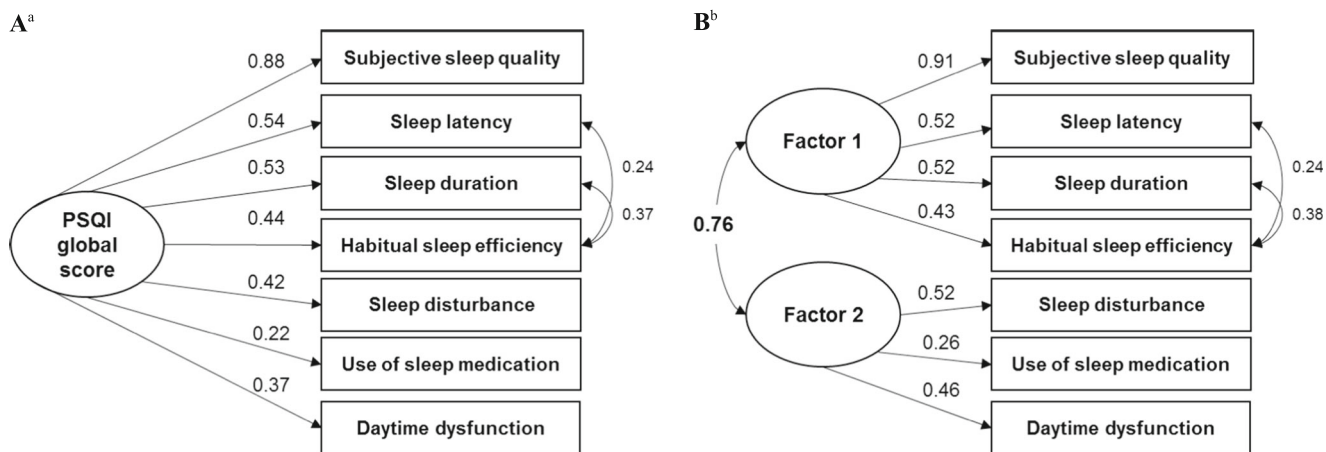 Aa
0.88
Subjective sleep quality
0.54
Sleep latency
0.53
Sleep duration
0.44
Habitual sleep efficiency
0.42
Sleep disturbance
0.22
Use of sleep medication
0.37
Daytime dysfunction
PSQI
global
score
0.24
0.37
Bb
0.91
Subjective sleep quality
0.52
Sleep latency
0.52
Sleep duration
0.43
Habitual sleep efficiency
0.52
Sleep disturbance
0.26
Use of sleep medication
0.46
Daytime dysfunction
Factor 1
0.76
Factor 2
0.24
0.38